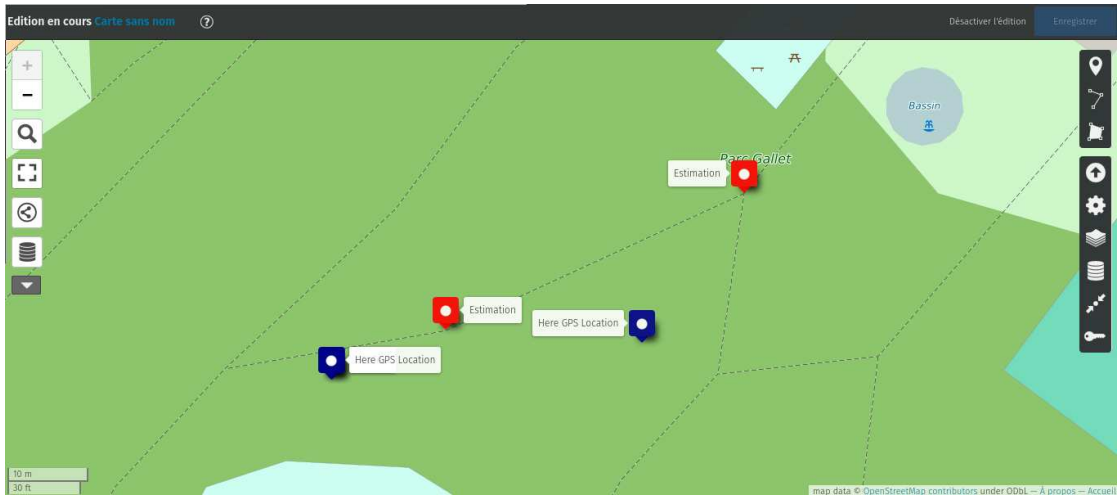 Edition en cours Carte sans nom ?
Désactiver l'édition
Enregistrer
Bassin
Parc Gallet
Estimation
Estimation
Here GPS Location
Here GPS Location
10 m
30 ft
map data © OpenStreetMap contributors under ODbL — À propos — Accueil